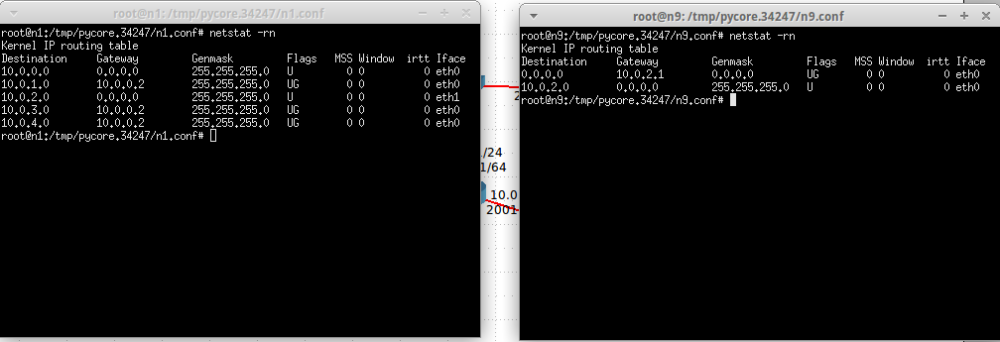 root@n1: /tmp/pycore.34247/n1.conf
root@n1:/tmp/pycore.34247/n1.conf# netstat -rn
Kernel IP routing table
Destination Gateway Genmask Flags MSS Window irtt Iface
10.0.0.0 0.0.0.0 255.255.255.0 U 0 0 0 eth0
10.0.1.0 10.0.0.2 255.255.255.0 UG 0 0 0 eth0
10.0.2.0 0.0.0.0 255.255.255.0 U 0 0 0 eth1
10.0.3.0 10.0.0.2 255.255.255.0 UG 0 0 0 eth0
10.0.4.0 10.0.0.2 255.255.255.0 UG 0 0 0 eth0
root@n1:/tmp/pycore.34247/n1.conf#
2
1/24
1/64
10.0
2001
root@n9: /tmp/pycore.34247/n9.conf
root@n9:/tmp/pycore.34247/n9.conf# netstat -rn
Kernel IP routing table
Destination Gateway Genmask Flags MSS Window irtt Iface
0.0.0.0 10.0.2.1 0.0.0.0 UG 0 0 0 eth0
10.0.2.0 0.0.0.0 255.255.255.0 U 0 0 0 eth0
root@n9:/tmp/pycore.34247/n9.conf#